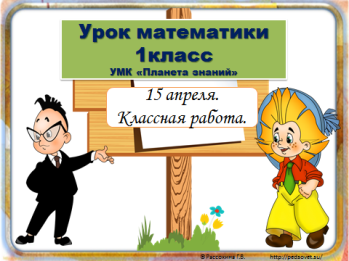 Урок математики
1класс
УМК «Планета знаний»
15 апреля.
Классная работа.
© Рассохина Г.В. http://pedsovet.su/